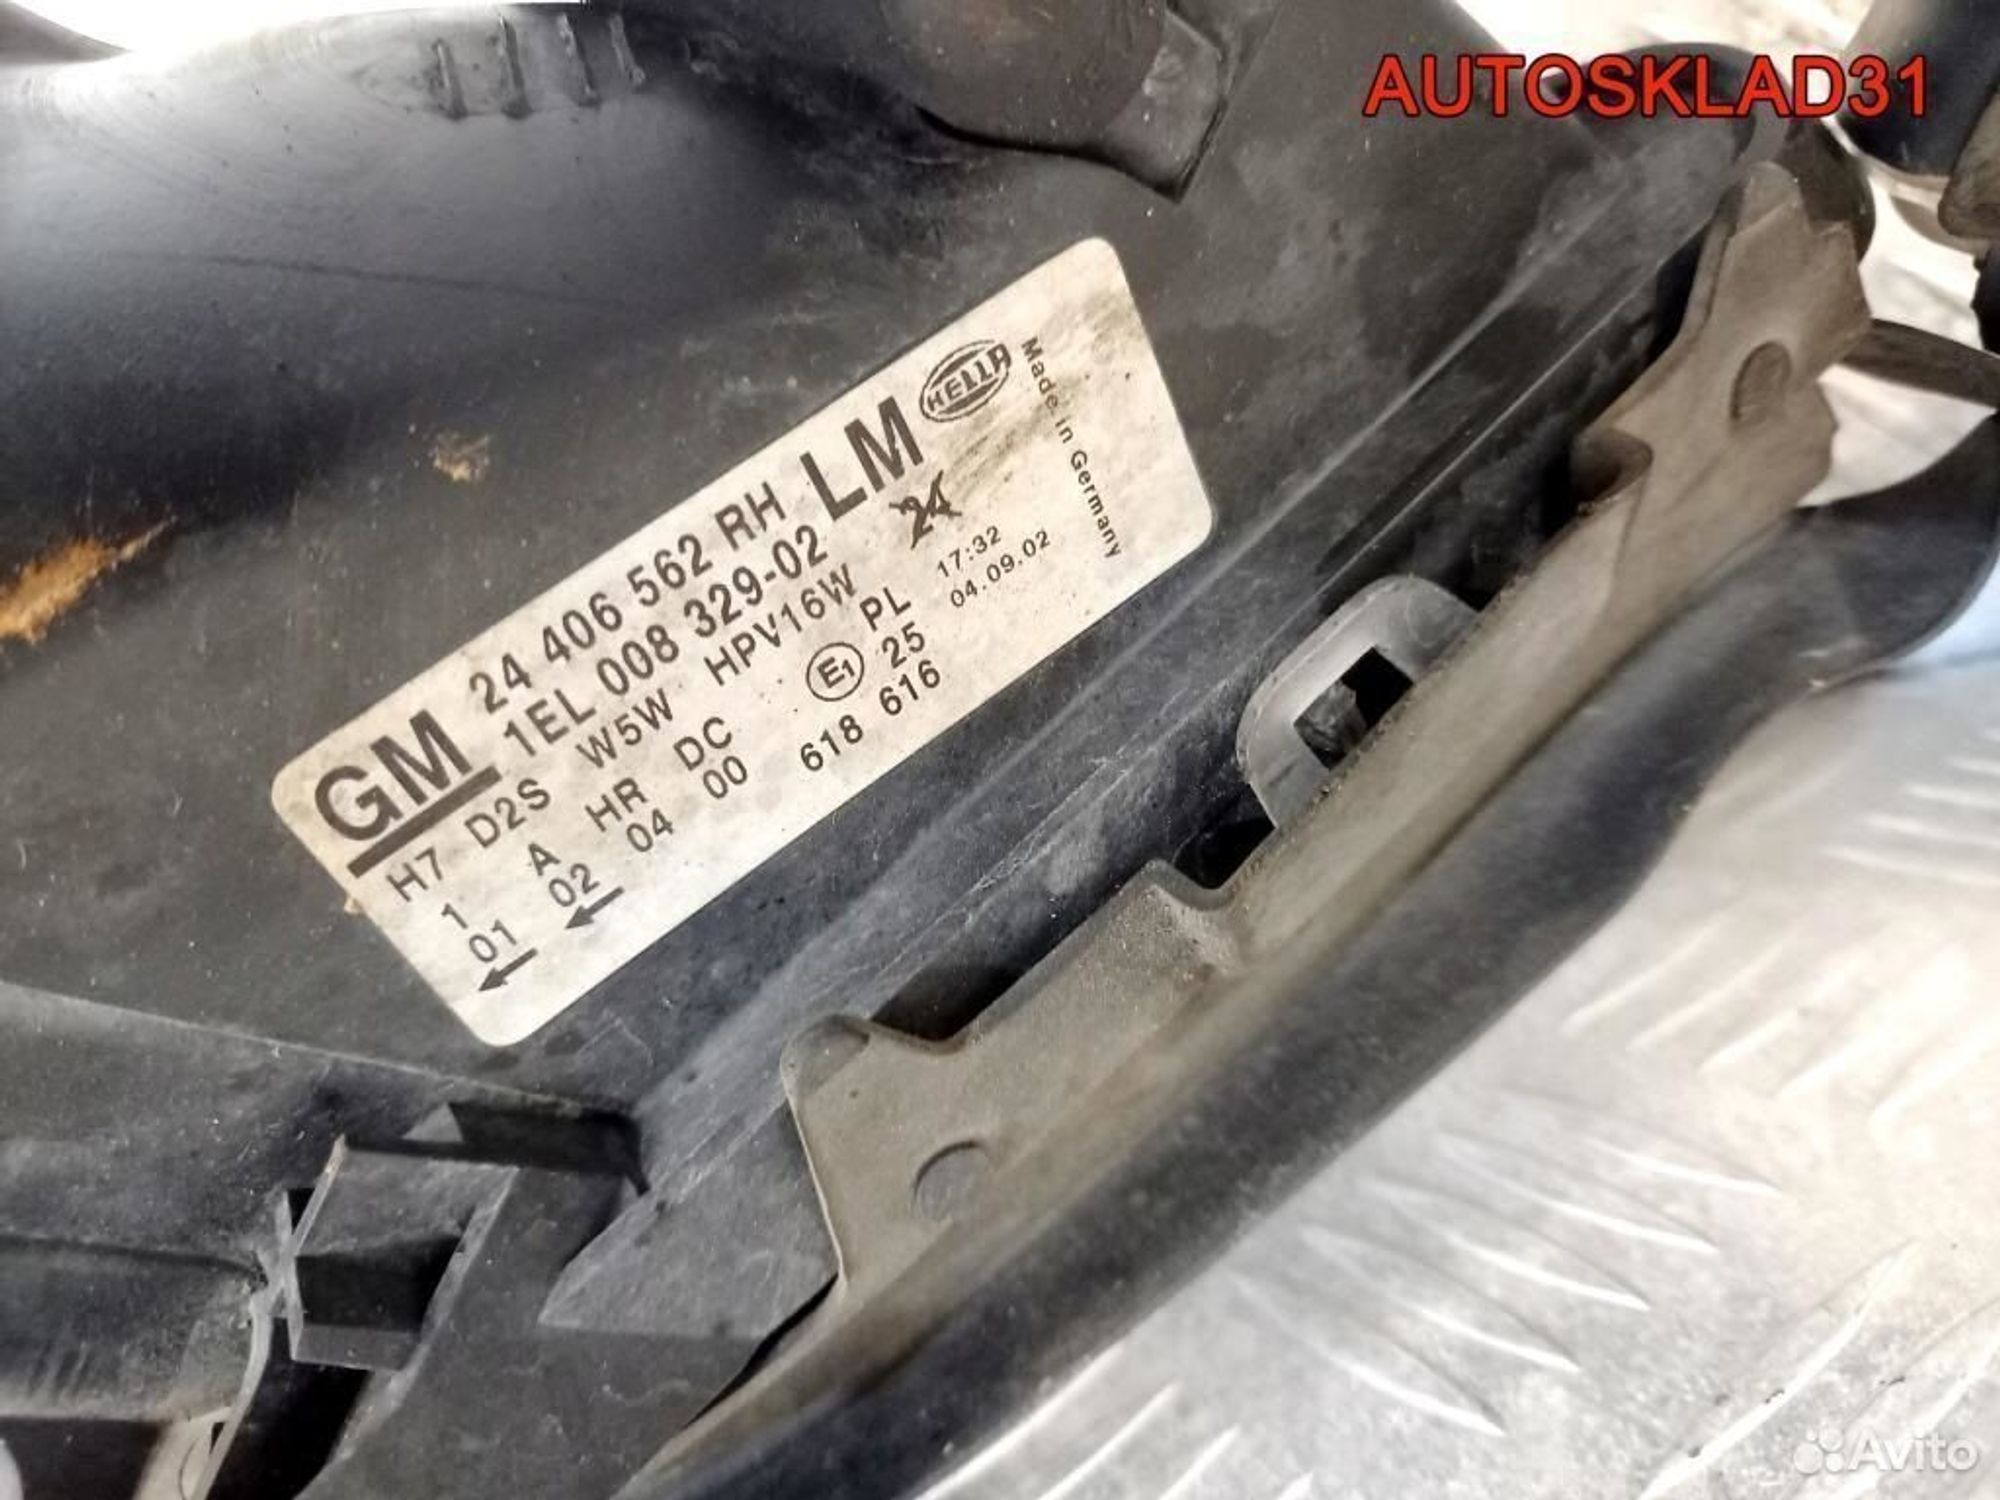 AUTOSKLAD31
GM
24 406 562 RH LM
1EL 008 329-02
HELLA
Made in Germany
H7 D2S W5W HPV16W
24
1 A HR DC E1 PL
17:32
01 02 04 00 25
04.09.02
618 616
Avito